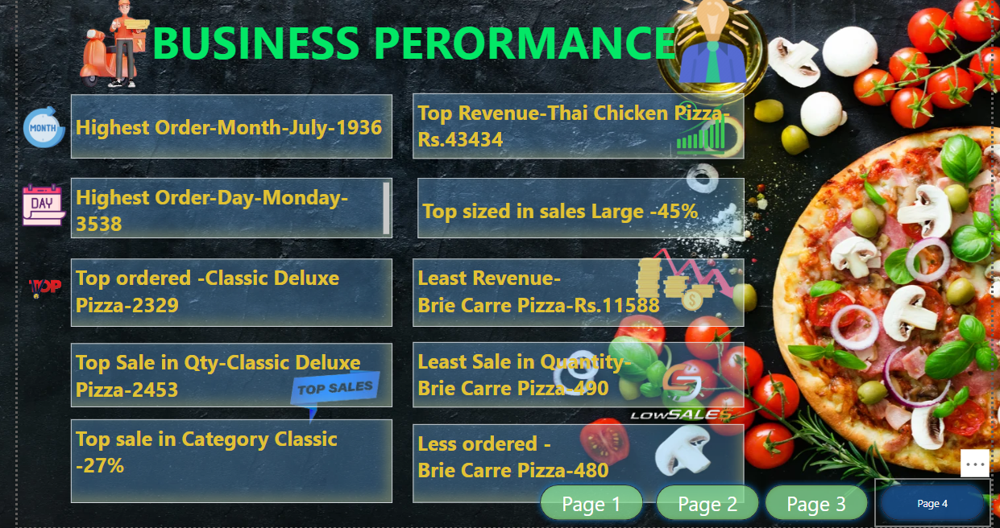 BUSINESS PERORMANCE
MONTH
Highest Order-Month-July-1936
Top Revenue-Thai Chicken Pizza-
Rs.43434
DAY
Highest Order-Day-Monday-
3538
Top sized in sales Large -45%
TOP
Top ordered -Classic Deluxe
Pizza-2329
Least Revenue-
Brie Carre Pizza-Rs.11588
$
Top Sale in Qty-Classic Deluxe
Pizza-2453
TOP SALES
Least Sale in Quantity-
Brie Carre Pizza-490
LOWSALES
Top sale in Category Classic
-27%
Less ordered -
Brie Carre Pizza-480
Page 1
Page 2
Page 3
Page 4